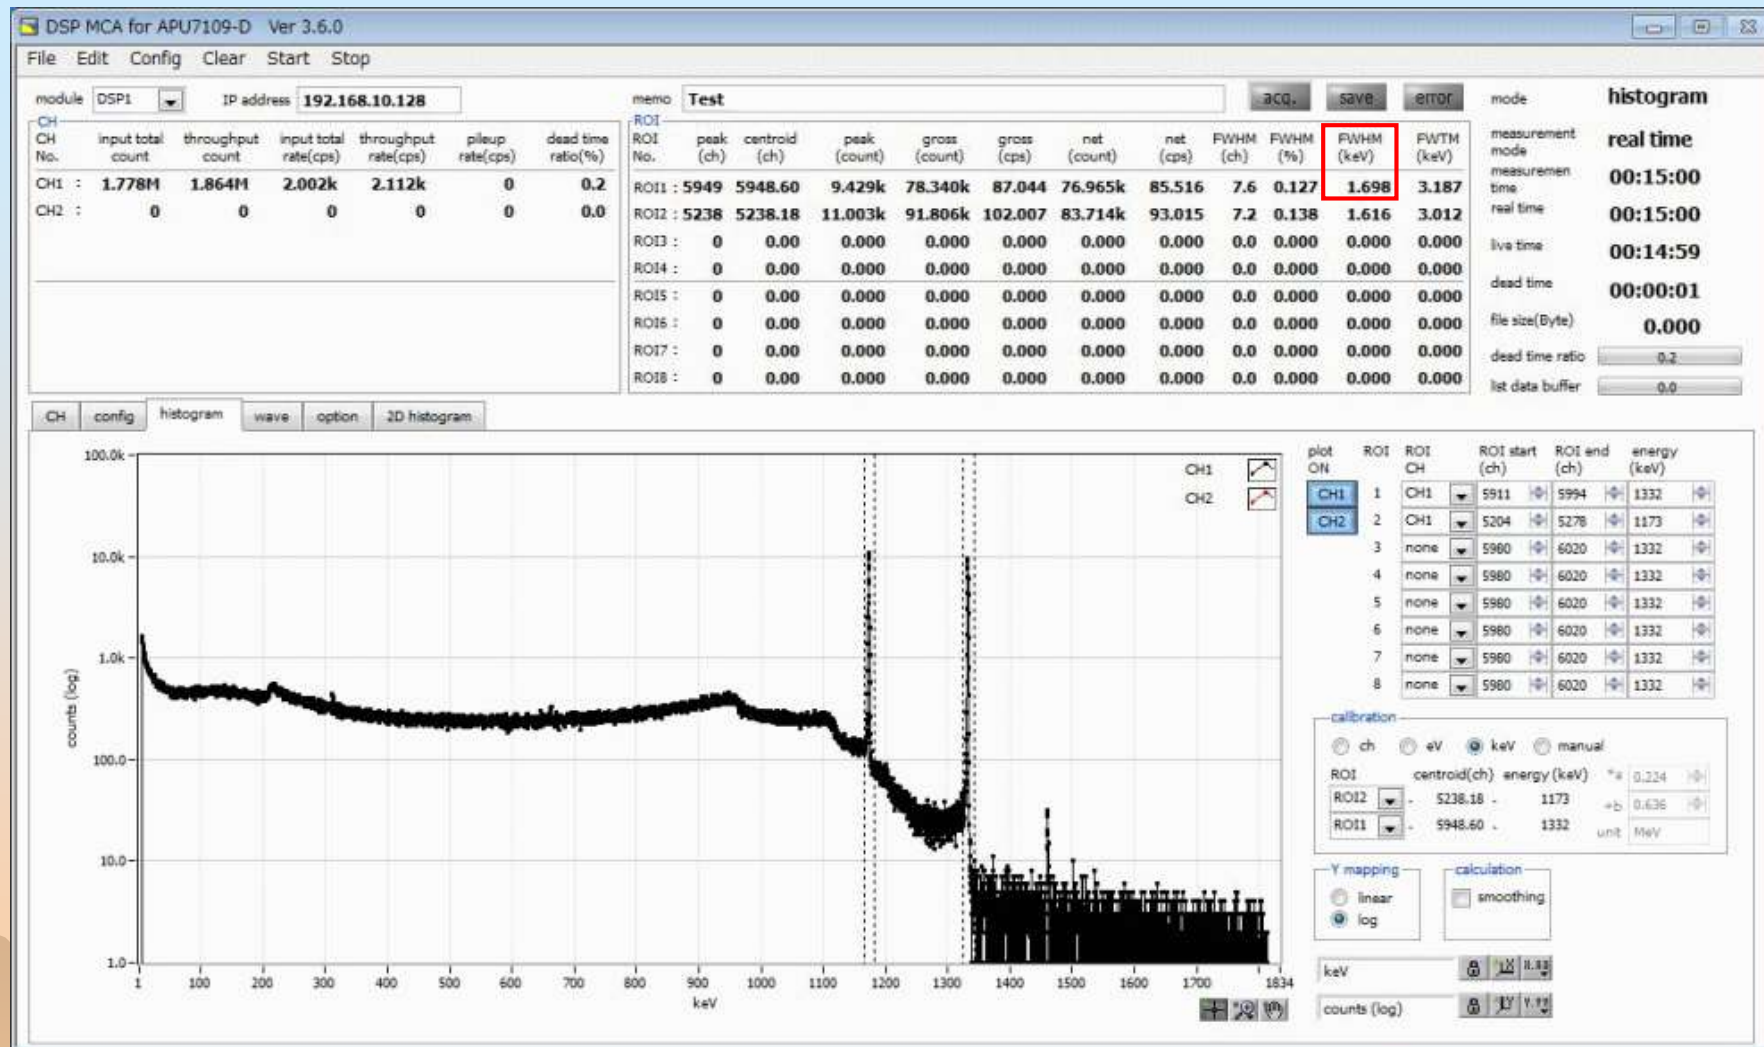 DSP MCA for APU7109-D Ver 3.6.0
File Edit Config Clear Start Stop
module DSP1 IP address 192.168.10.128
memo Test acq. save error
mode histogram
measurement mode real time
measuremen time 00:15:00
real time 00:15:00
live time 00:14:59
dead time 00:00:01
file size(Byte) 0.000
dead time ratio 0.2
list data buffer 0.0
CH
CH No. input total count throughput count input total rate(cps) throughput rate(cps) pileup rate(cps) dead time ratio(%)
CH1 : 1.778M 1.864M 2.002k 2.112k 0 0.2
CH2 : 0 0 0 0 0 0.0
ROI
ROI No. peak (ch) centroid (ch) peak (count) gross (count) gross (cps) net (count) net (cps) FWHM (ch) FWHM (%) FWHM (keV) FWTM (keV)
ROI1 : 5949 5948.60 9.429k 78.340k 87.044 76.965k 85.516 7.6 0.127 1.698 3.187
ROI2 : 5238 5238.18 11.003k 91.806k 102.007 83.714k 93.015 7.2 0.138 1.616 3.012
ROI3 : 0 0.00 0.000 0.000 0.000 0.000 0.000 0.0 0.000 0.000 0.000
ROI4 : 0 0.00 0.000 0.000 0.000 0.000 0.000 0.0 0.000 0.000 0.000
ROI5 : 0 0.00 0.000 0.000 0.000 0.000 0.000 0.0 0.000 0.000 0.000
ROI6 : 0 0.00 0.000 0.000 0.000 0.000 0.000 0.0 0.000 0.000 0.000
ROI7 : 0 0.00 0.000 0.000 0.000 0.000 0.000 0.0 0.000 0.000 0.000
ROI8 : 0 0.00 0.000 0.000 0.000 0.000 0.000 0.0 0.000 0.000 0.000
CH config histogram wave option 2D histogram
CH1
CH2
100.0k
10.0k
1.0k
100.0
10.0
1.0
counts (log)
1 100 200 300 400 500 600 700 800 900 1000 1100 1200 1300 1400 1500 1600 1700 1834
keV
plot ON ROI ROI CH ROI start (ch) ROI end (ch) energy (keV)
CH1 1 CH1 5911 5994 1332
CH2 2 CH1 5204 5278 1173
3 none 5980 6020 1332
4 none 5980 6020 1332
5 none 5980 6020 1332
6 none 5980 6020 1332
7 none 5980 6020 1332
8 none 5980 6020 1332
calibration
ch eV keV manual
ROI centroid(ch) energy (keV) 0.224
ROI2 - 5238.18 - 1173 +b 0.636
ROI1 - 5948.60 - 1332 unit MeV
Y mapping
linear
log
calculation
smoothing
keV
counts (log)